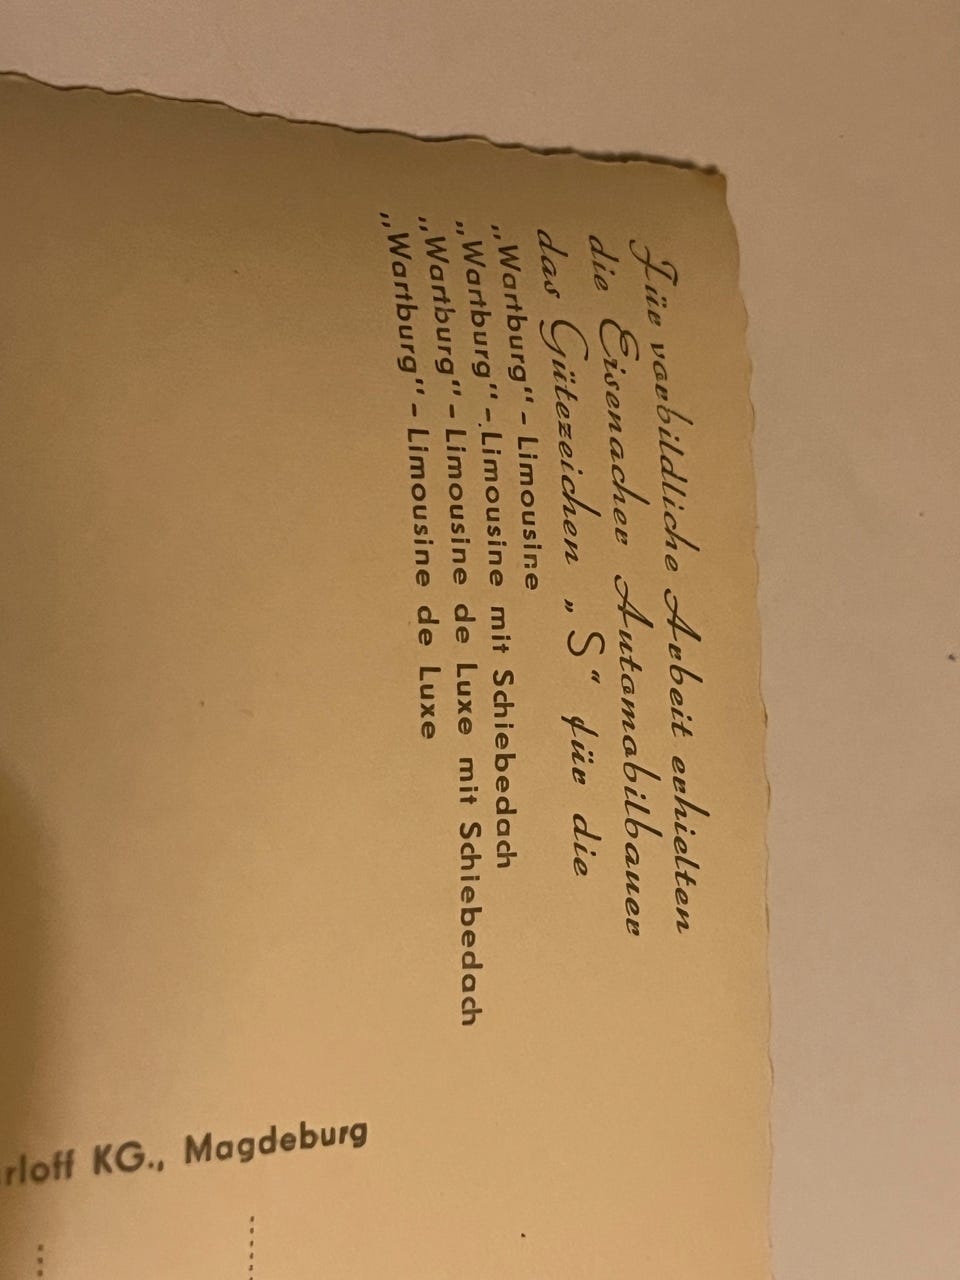 Für vorbildliche Arbeit erhielten
die Eisenacher Automobilbauer
das Gütezeichen „S“ für die
„Wartburg“ - Limousine
„Wartburg“ - Limousine mit Schiebedach
„Wartburg“ - Limousine de Luxe mit Schiebedach
„Wartburg“ - Limousine de Luxe
KG., Magdeburg